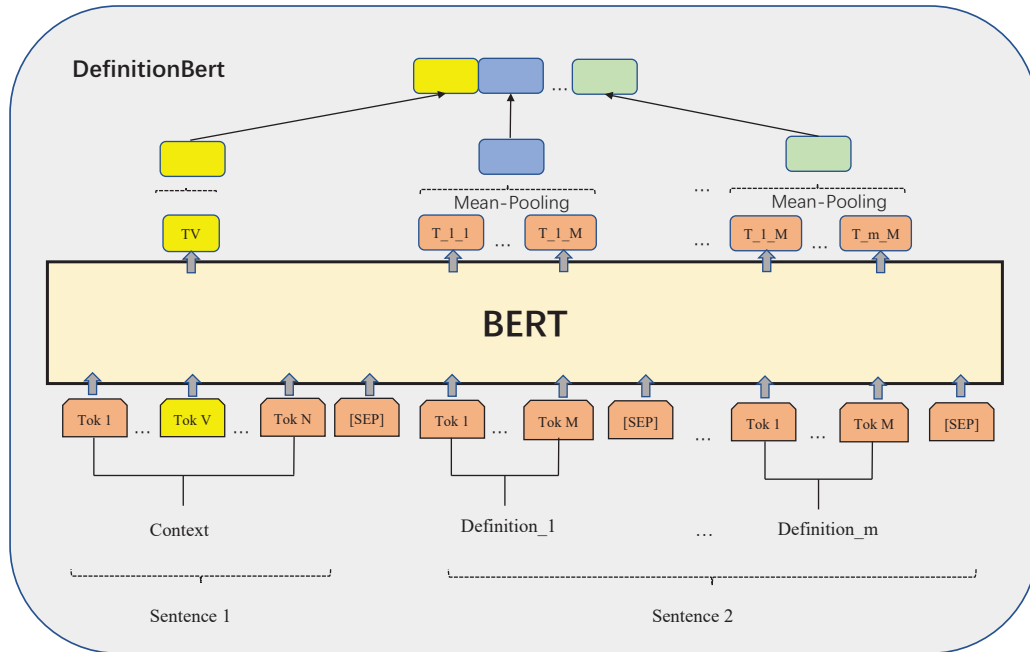 DefinitionBert
...
Mean-Pooling ... Mean-Pooling
TV T_1_1 ... T_1_M ... T_1_M ... T_m_M
BERT
Tok 1 ... Tok V ... Tok N [SEP] Tok 1 ... Tok M [SEP] ... Tok 1 ... Tok M [SEP]
Context Definition_1 ... Definition_m
Sentence 1 Sentence 2